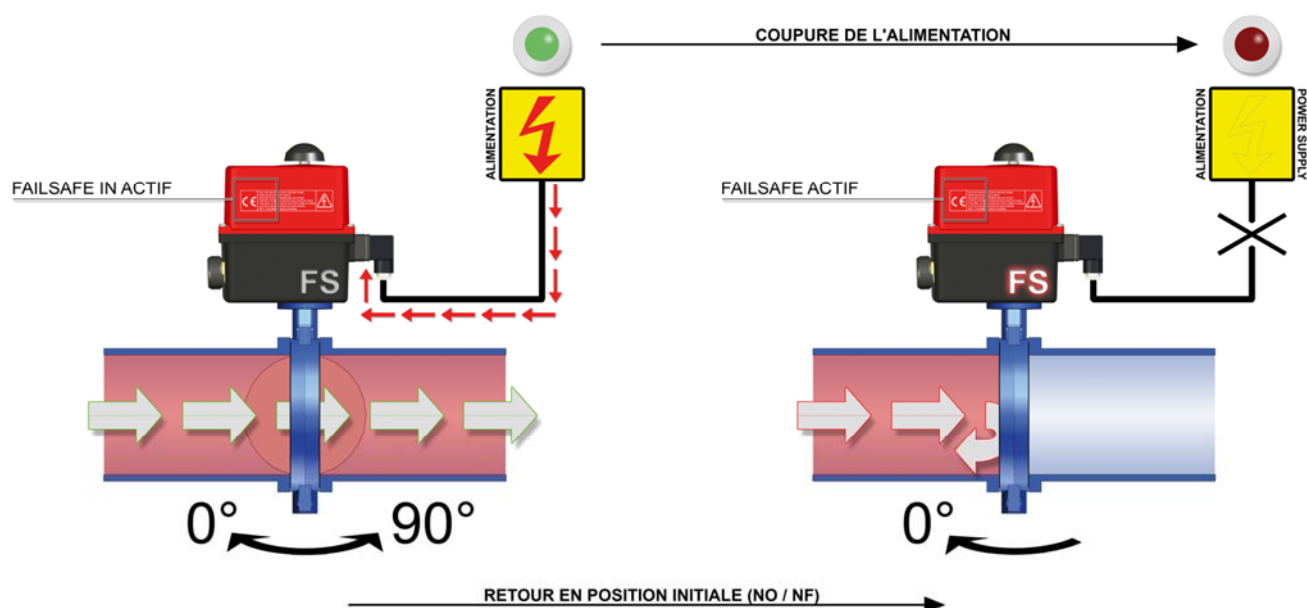 COUPURE DE L'ALIMENTATION
ALIMENTATION
ALIMENTATION
POWER SUPPLY
FAILSAFE IN ACTIF
FAILSAFE ACTIF
CE
CE
FS
FS
0°
90°
0°
RETOUR EN POSITION INITIALE (NO / NF)